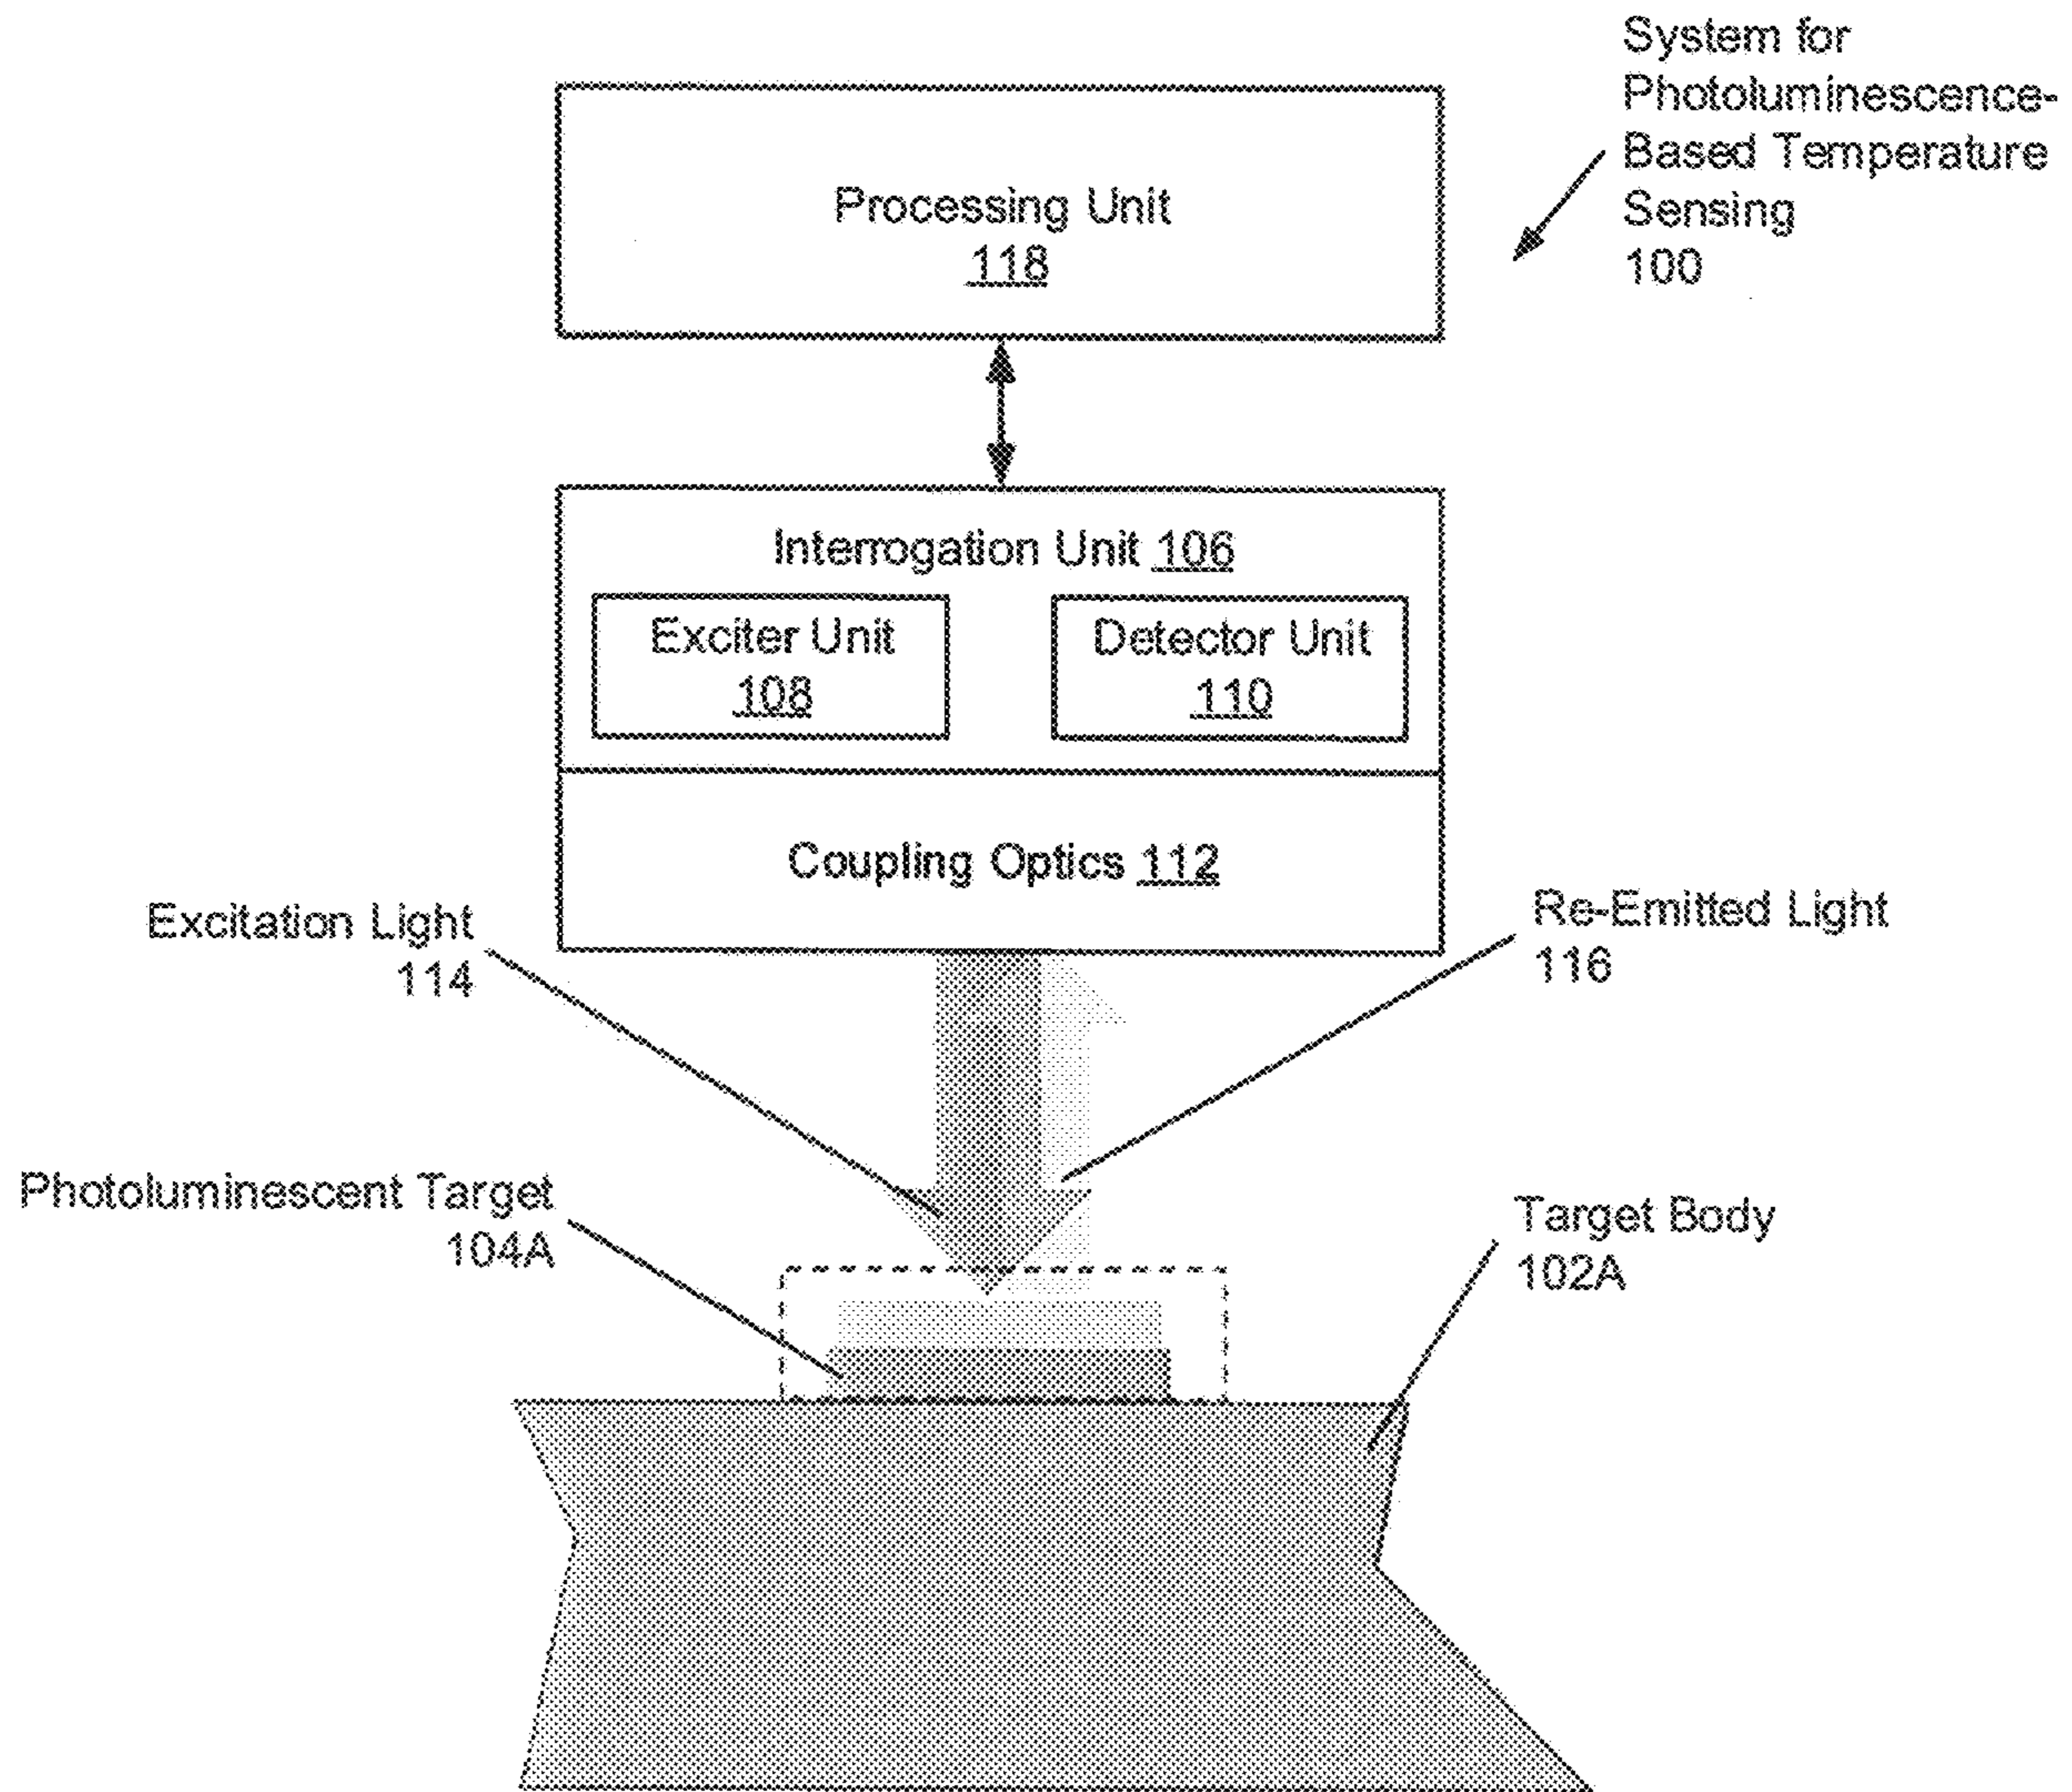 System for
Photoluminescence-
Based Temperature
Sensing
100
Processing Unit
118
Interrogation Unit 106
Exciter Unit
108
Detector Unit
110
Coupling Optics 112
Excitation Light
114
Re-Emitted Light
116
Photoluminescent Target
104A
Target Body
102A